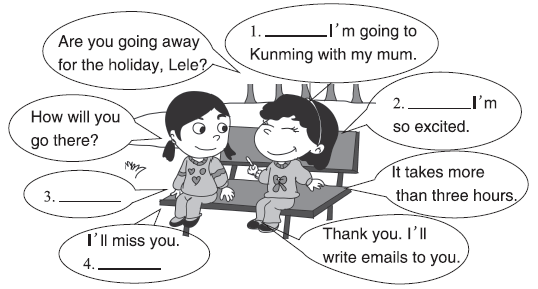 Are you going away
for the holiday, Lele?
1. ________ I'm going to
Kunming with my mum.
How will you
go there?
2. ________ I'm
so excited.
3. ________
It takes more
than three hours.
I'll miss you.
4. ________
Thank you. I'll
write emails to you.